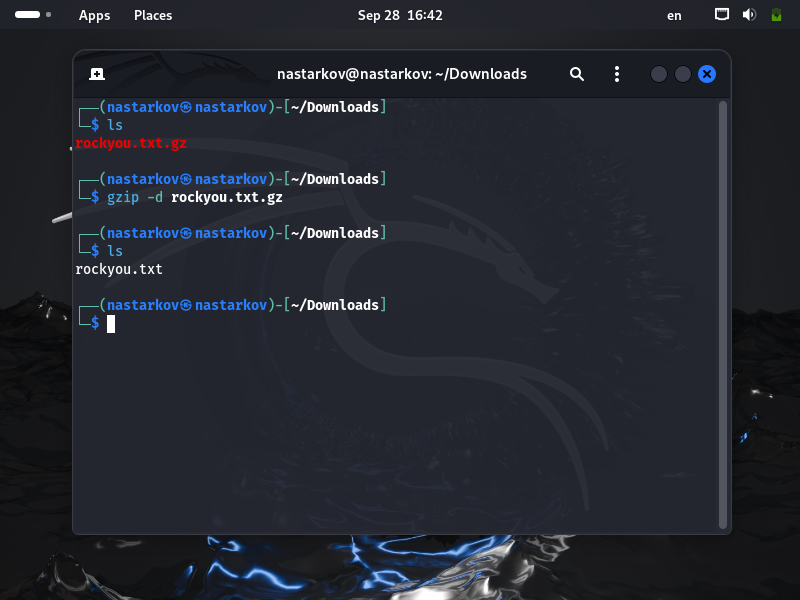 Apps Places Sep 28 16:42 en
nastarkov@nastarkov: ~/Downloads
┌──(nastarkov㉿nastarkov)-[~/Downloads]
└─$ ls
rockyou.txt.gz
┌──(nastarkov㉿nastarkov)-[~/Downloads]
└─$ gzip -d rockyou.txt.gz
┌──(nastarkov㉿nastarkov)-[~/Downloads]
└─$ ls
rockyou.txt
┌──(nastarkov㉿nastarkov)-[~/Downloads]
└─$